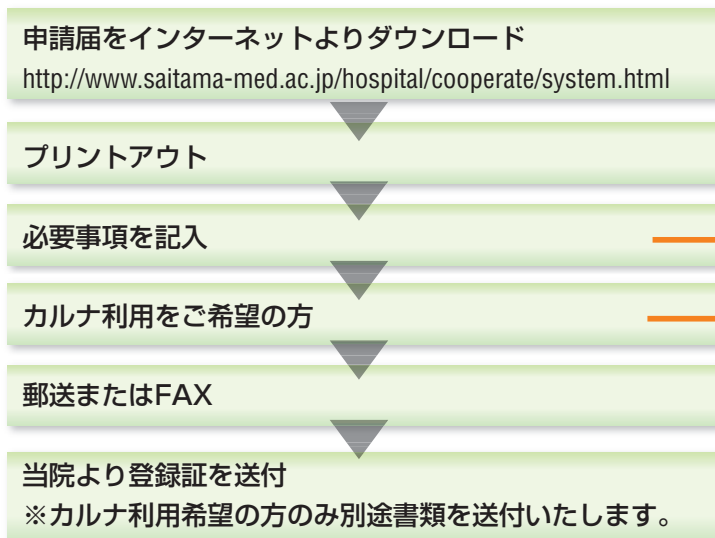 申請届をインターネットよりダウンロード
http://www.saitama-med.ac.jp/hospital/cooperate/system.html
プリントアウト
必要事項を記入
カルナ利用をご希望の方
郵送またはFAX
当院より登録証を送付
※カルナ利用希望の方のみ別途書類を送付いたします。